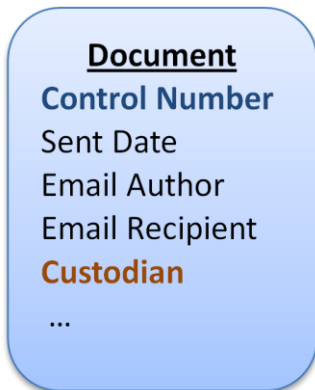 Document
Control Number
Sent Date
Email Author
Email Recipient
Custodian
...